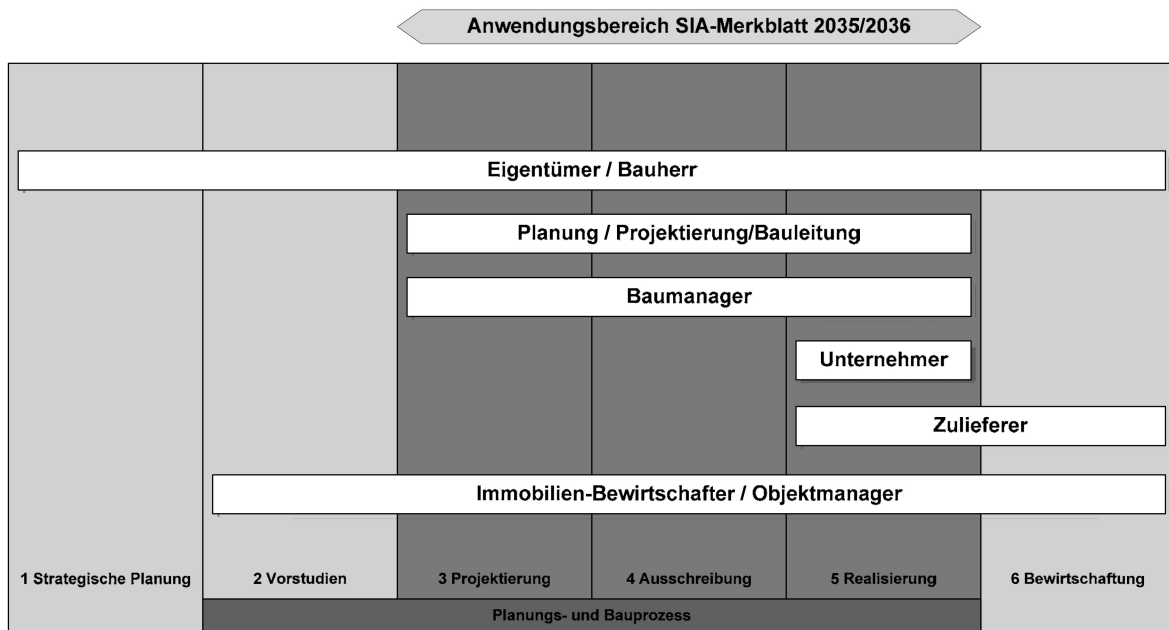 Anwendungsbereich SIA-Merkblatt 2035/2036
Eigentümer / Bauherr
Planung / Projektierung/Bauleitung
Baumanager
Unternehmer
Zulieferer
Immobilien-Bewirtschafter / Objektmanager
1 Strategische Planung
2 Vorstudien
3 Projektierung
4 Ausschreibung
5 Realisierung
6 Bewirtschaftung
Planungs- und Bauprozess